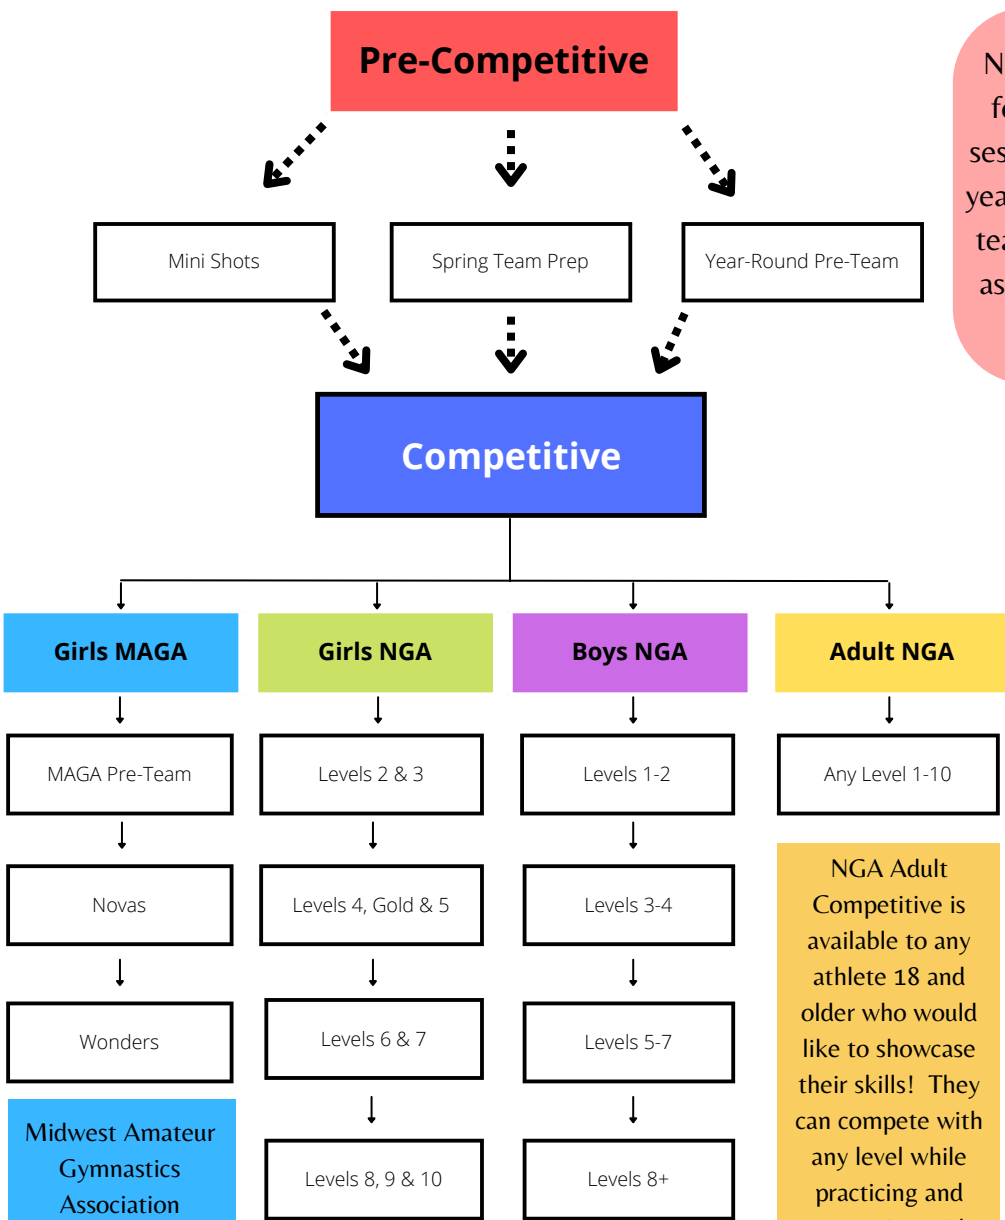 Pre-Competitive
Mini Shots
Spring Team Prep
Year-Round Pre-Team
Competitive
Girls MAGA
Girls NGA
Boys NGA
Adult NGA
MAGA Pre-Team
Levels 2 & 3
Levels 1-2
Any Level 1-10
Novas
Levels 4, Gold & 5
Levels 3-4
Wonders
Levels 6 & 7
Levels 5-7
Levels 8, 9 & 10
Levels 8+
Midwest Amateur
Gymnastics
Association
NGA Adult
Competitive is
available to any
athlete 18 and
older who would
like to showcase
their skills! They
can compete with
any level while
practicing and